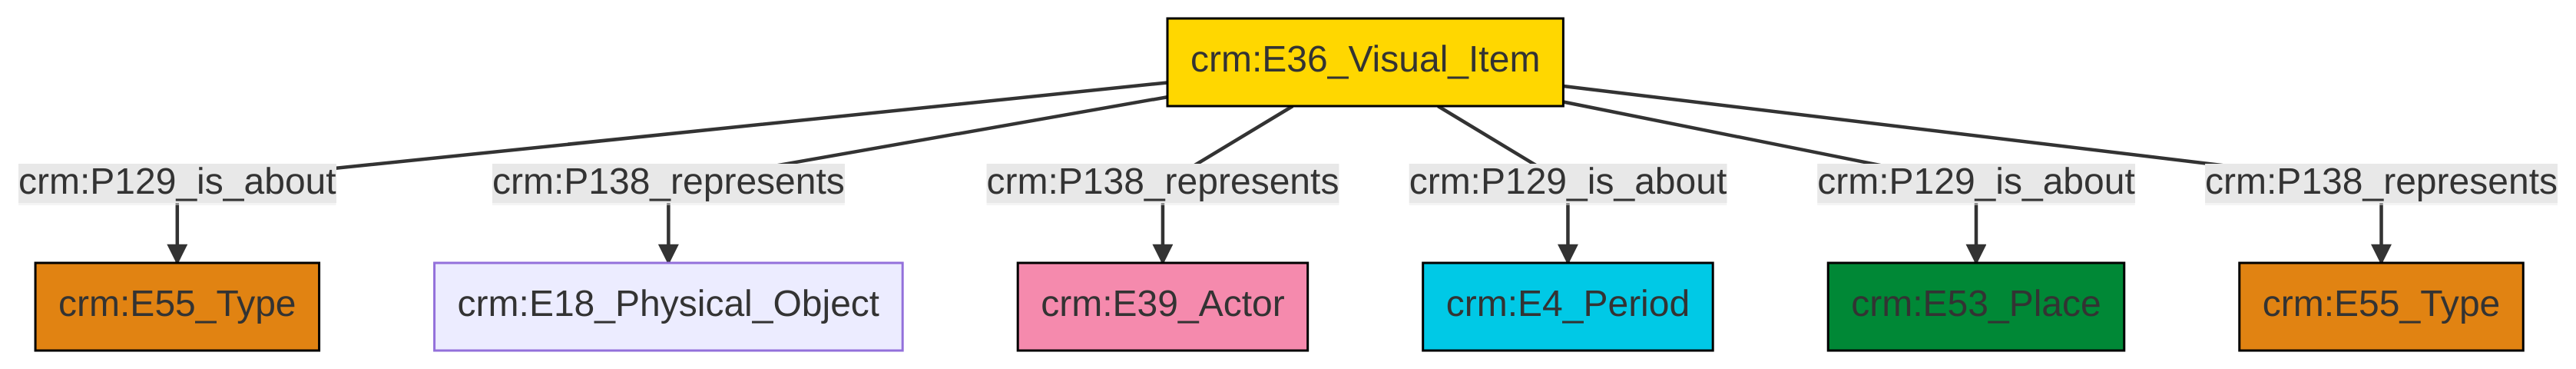 crm:E36_Visual_Item
crm:P129_is_about
crm:P138_represents
crm:P138_represents
crm:P129_is_about
crm:P129_is_about
crm:P138_represents
crm:E55_Type
crm:E18_Physical_Object
crm:E39_Actor
crm:E4_Period
crm:E53_Place
crm:E55_Type